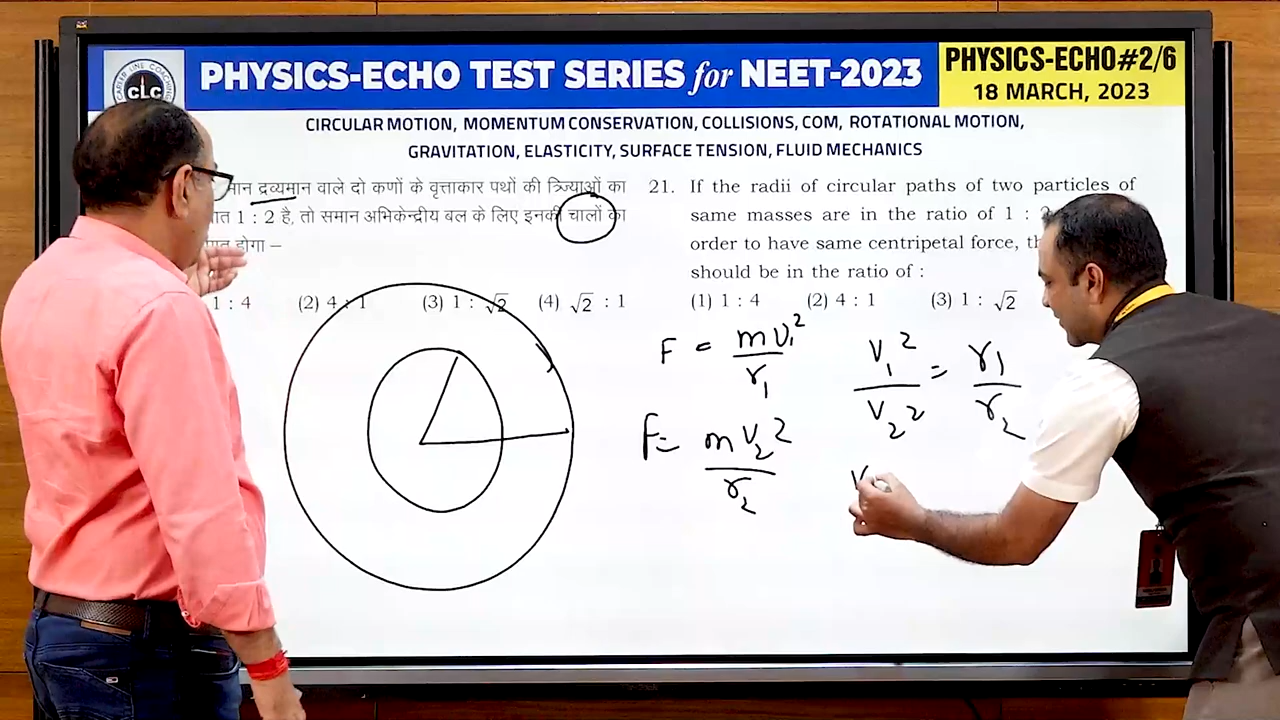 CAREER LINE COACHING
CLC
PHYSICS-ECHO TEST SERIES for NEET-2023
PHYSICS-ECHO#2/6
18 MARCH, 2023
CIRCULAR MOTION, MOMENTUM CONSERVATION, COLLISIONS, COM, ROTATIONAL MOTION,
GRAVITATION, ELASTICITY, SURFACE TENSION, FLUID MECHANICS
द्रव्यमान वाले दो कणों के वृत्ताकार पथों की त्रिज्याओं का
1 : 2 है, तो समान अभिकेन्द्रीय बल के लिए इनकी चालों का
होगा –
1 : 4 (2) 4 : 1 (3) 1 : √2 (4) √2 : 1
21. If the radii of circular paths of two particles of
same masses are in the ratio of 1 :
order to have same centripetal force,
should be in the ratio of :
(1) 1 : 4 (2) 4 : 1 (3) 1 : √2
F = mv₁²/r₁
F = mv₂²/r₂
v₁²/v₂² = r₁/r₂